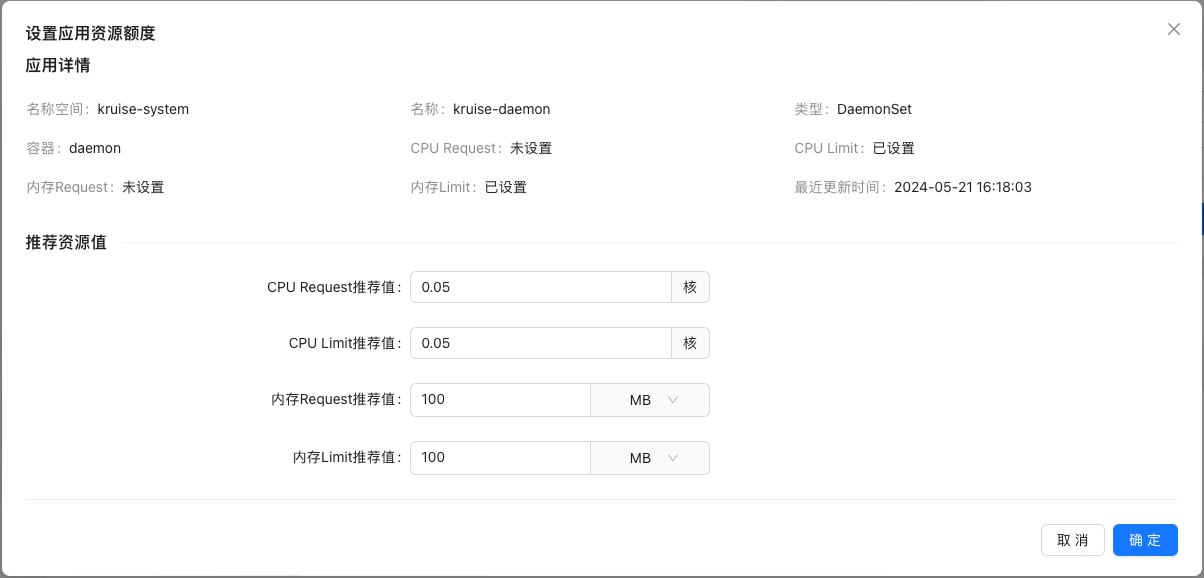 设置应用资源额度
应用详情
名称空间： kruise-system 名称： kruise-daemon 类型： DaemonSet
容器： daemon CPU Request： 未设置 CPU Limit： 已设置
内存Request： 未设置 内存Limit： 已设置 最近更新时间： 2024-05-21 16:18:03
推荐资源值
CPU Request推荐值： 0.05 核
CPU Limit推荐值： 0.05 核
内存Request推荐值： 100 MB
内存Limit推荐值： 100 MB
取 消 确 定